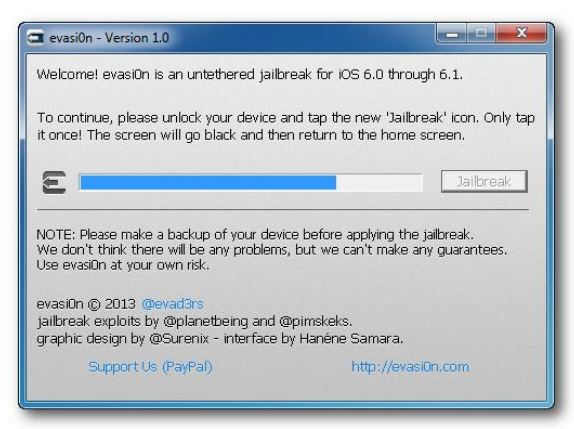 evasi0n - Version 1.0
Welcome! evasi0n is an untethered jailbreak for iOS 6.0 through 6.1.
To continue, please unlock your device and tap the new 'Jailbreak' icon. Only tap
it once! The screen will go black and then return to the home screen.
Jailbreak
NOTE: Please make a backup of your device before applying the jailbreak.
We don't think there will be any problems, but we can't make any guarantees.
Use evasi0n at your own risk.
evasi0n © 2013 @evad3rs
jailbreak exploits by @planetbeing and @pimskeks.
graphic design by @Surenix - interface by Hanéne Samara.
Support Us (PayPal) http://evasi0n.com